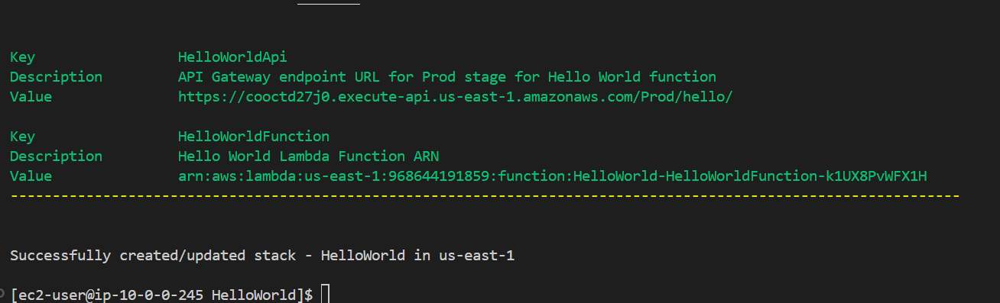 Key HelloWorldApi
Description API Gateway endpoint URL for Prod stage for Hello World function
Value https://cooctd27j0.execute-api.us-east-1.amazonaws.com/Prod/hello/
Key HelloWorldFunction
Description Hello World Lambda Function ARN
Value arn:aws:lambda:us-east-1:968644191859:function:HelloWorld-HelloWorldFunction-k1UX8PvWFX1H
-----------------------------------------------------------------------------------------------------------------
Successfully created/updated stack - HelloWorld in us-east-1
[ec2-user@ip-10-0-0-245 HelloWorld]$